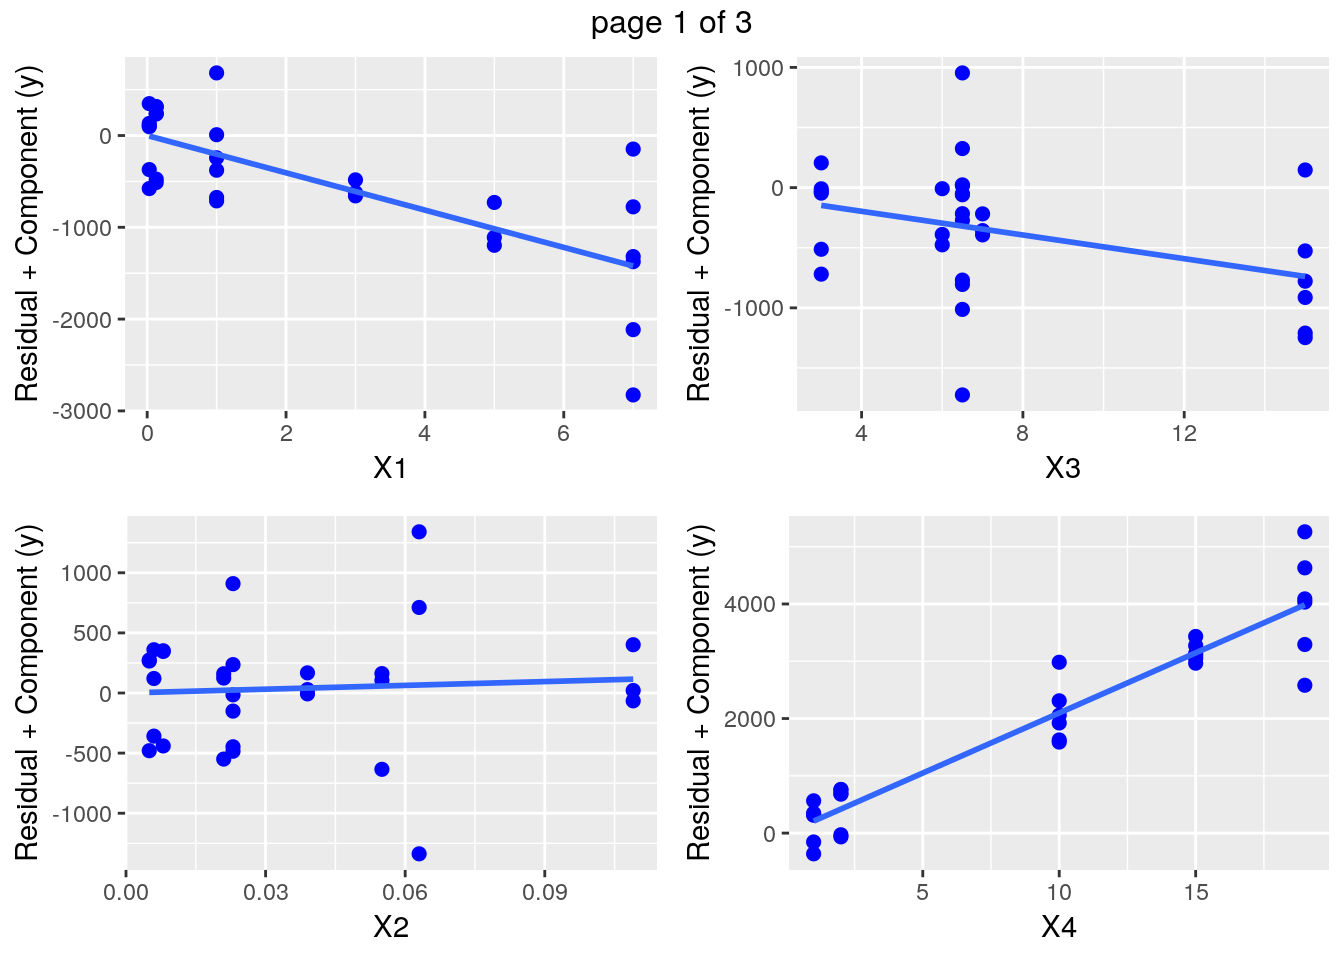 page 1 of 3
Residual + Component (y)
0
-1000
-2000
-3000
0 2 4 6
X1
Residual + Component (y)
1000
0
-1000
4 8 12
X3
Residual + Component (y)
1000
500
0
-500
-1000
0.00 0.03 0.06 0.09
X2
Residual + Component (y)
4000
2000
0
5 10 15
X4